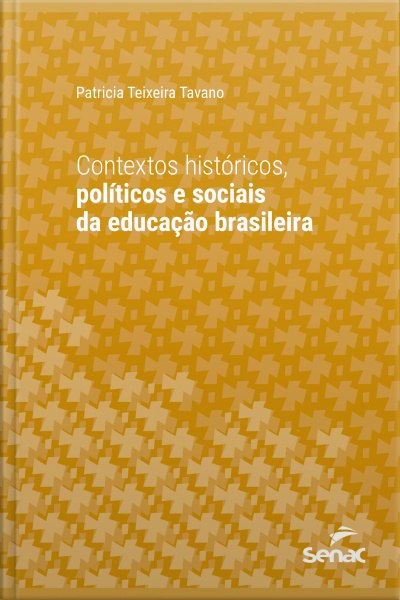 Patricia Teixeira Tavano
Contextos históricos,
políticos e sociais
da educação brasileira
Senac